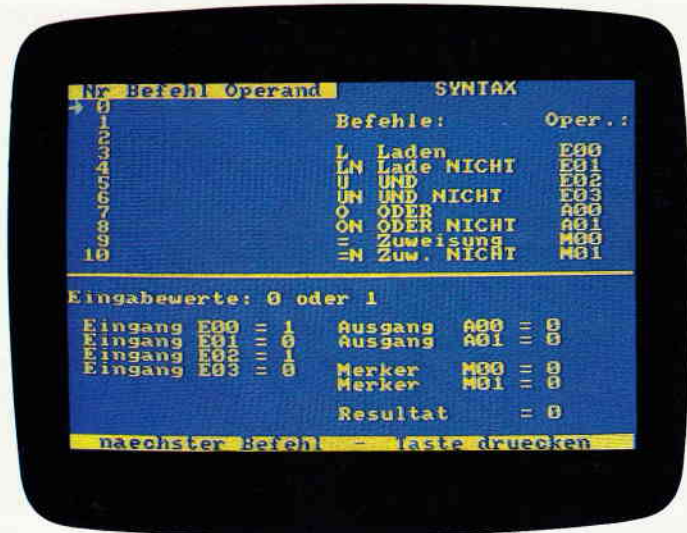 Nr Befehl Operand SYNTAX
0
1 Befehle: Oper.:
2
3 L Laden E00
4 LN Lade NICHT E01
5 U UND E02
6 UN UND NICHT E03
7 O ODER A00
8 ON ODER NICHT A01
9 = Zuweisung M00
10 =N Zuw. NICHT M01
Eingabewerte: 0 oder 1
Eingang E00 = 1 Ausgang A00 = 0
Eingang E01 = 0 Ausgang A01 = 0
Eingang E02 = 1
Eingang E03 = 0 Merker M00 = 0
Merker M01 = 0
Resultat = 0
naechster Befehl - Taste druecken